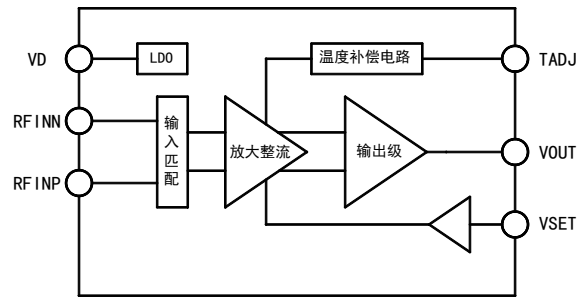 VD
LDO
温度补偿电路
TADJ
RFINN
RFINP
输入匹配
放大整流
输出级
VOUT
VSET